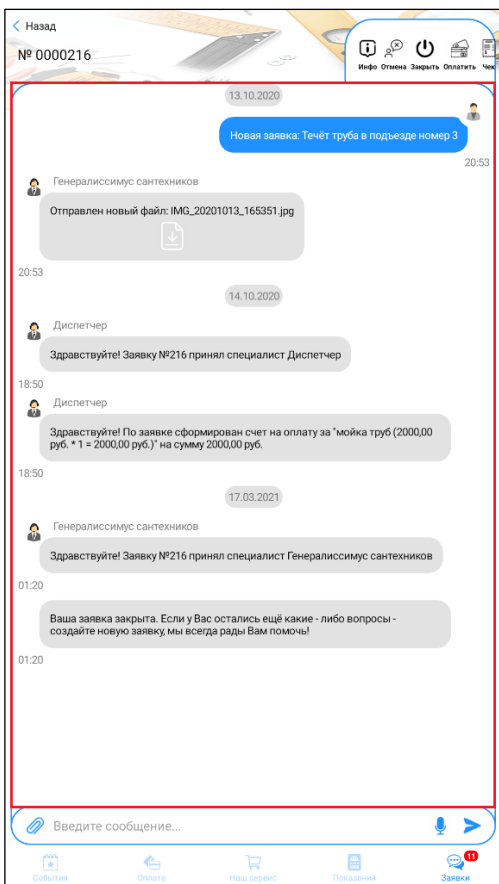 Назад
№ 0000216
Инфо Отмена Закрыть Оплатить Чек
13.10.2020
Новая заявка: Течёт труба в подъезде номер 3
20:53
Генералиссимус сантехников
Отправлен новый файл: IMG_20201013_165351.jpg
20:53
14.10.2020
Диспетчер
Здравствуйте! Заявку №216 принял специалист Диспетчер
18:50
Диспетчер
Здравствуйте! По заявке сформирован счет на оплату за "мойка труб (2000,00
руб. * 1 = 2000,00 руб.)" на сумму 2000,00 руб.
18:50
17.03.2021
Генералиссимус сантехников
Здравствуйте! Заявку №216 принял специалист Генералиссимус сантехников
01:20
Ваша заявка закрыта. Если у Вас остались ещё какие - либо вопросы -
создайте новую заявку, мы всегда рады Вам помочь!
01:20
Введите сообщение...
11
События Оплата Наш сервис Показания Заявки